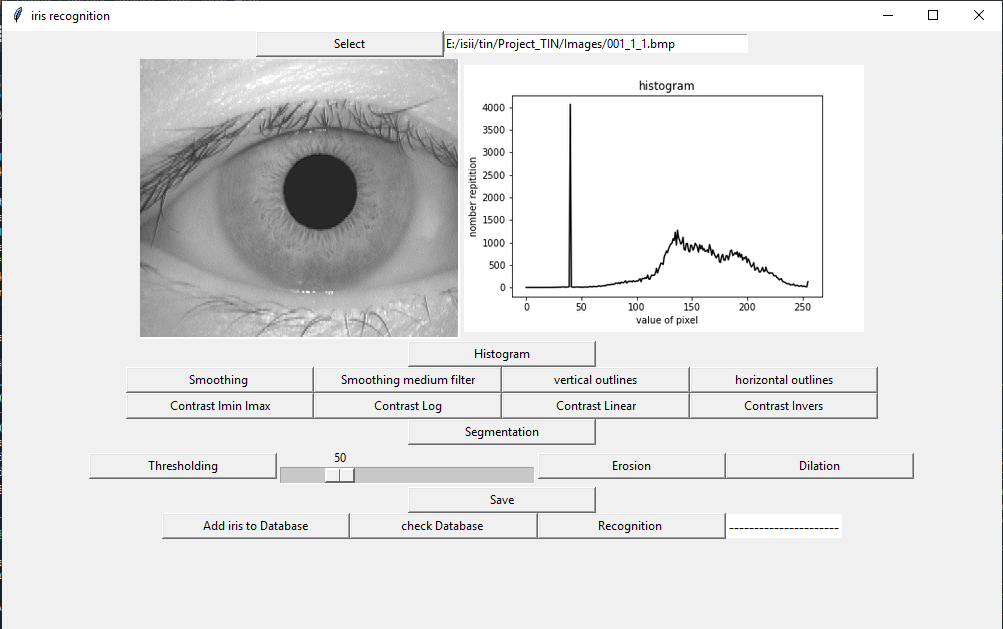 iris recognition
Select E:/isii/tin/Project_TIN/Images/001_1_1.bmp
histogram
nomber repitition
4000
3500
3000
2500
2000
1500
1000
500
0
0 50 100 150 200 250
value of pixel
Histogram
Smoothing Smoothing medium filter vertical outlines horizontal outlines
Contrast Imin Imax Contrast Log Contrast Linear Contrast Invers
Segmentation
50
Thresholding Erosion Dilation
Save
Add iris to Database check Database Recognition ----------------------